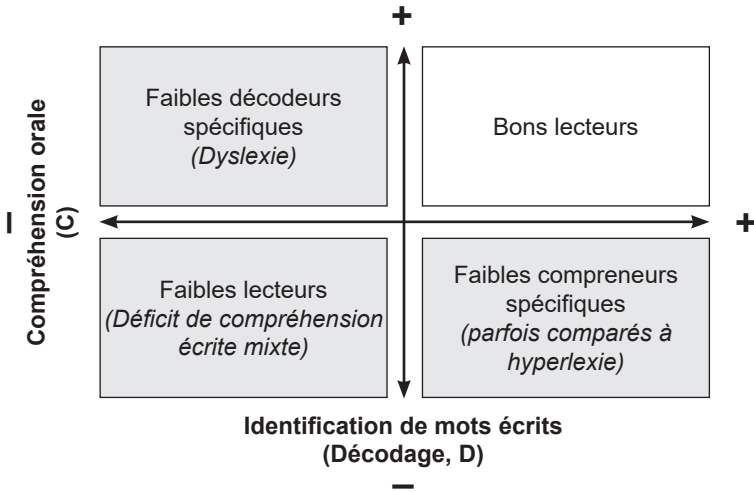 +
Faibles décodeurs
spécifiques
(Dyslexie)
Bons lecteurs
Compréhension orale
(C)
–
+
Faibles lecteurs
(Déficit de compréhension
écrite mixte)
Faibles compreneurs
spécifiques
(parfois comparés à
hyperlexie)
Identification de mots écrits
(Décodage, D)
–